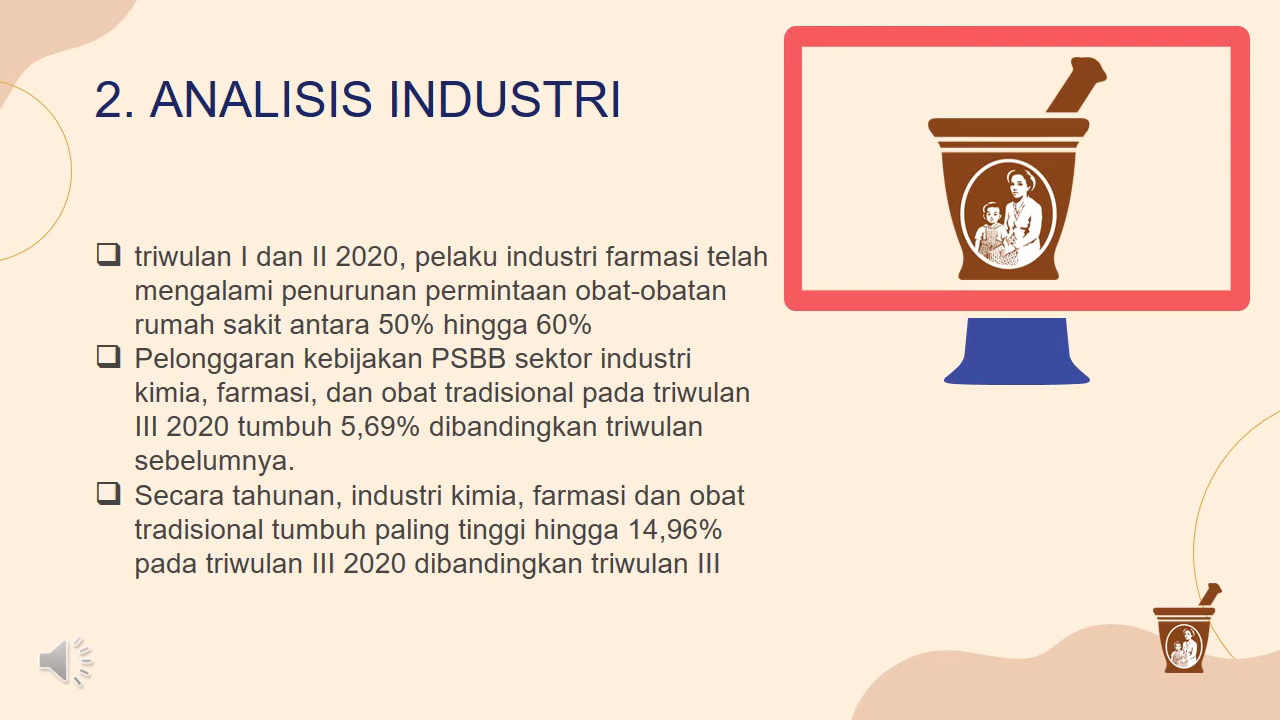 2. ANALISIS INDUSTRI
triwulan I dan II 2020, pelaku industri farmasi telah
mengalami penurunan permintaan obat-obatan
rumah sakit antara 50% hingga 60%
Pelonggaran kebijakan PSBB sektor industri
kimia, farmasi, dan obat tradisional pada triwulan
III 2020 tumbuh 5,69% dibandingkan triwulan
sebelumnya.
Secara tahunan, industri kimia, farmasi dan obat
tradisional tumbuh paling tinggi hingga 14,96%
pada triwulan III 2020 dibandingkan triwulan III